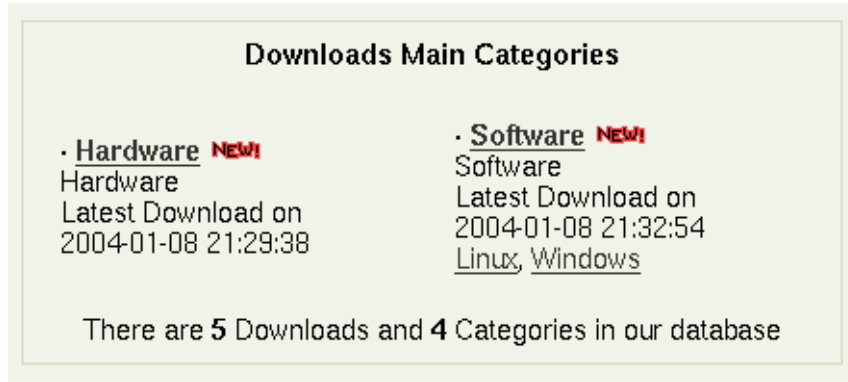 Downloads Main Categories
· Hardware NEW!
Hardware
Latest Download on
2004-01-08 21:29:38
· Software NEW!
Software
Latest Download on
2004-01-08 21:32:54
Linux, Windows
There are 5 Downloads and 4 Categories in our database